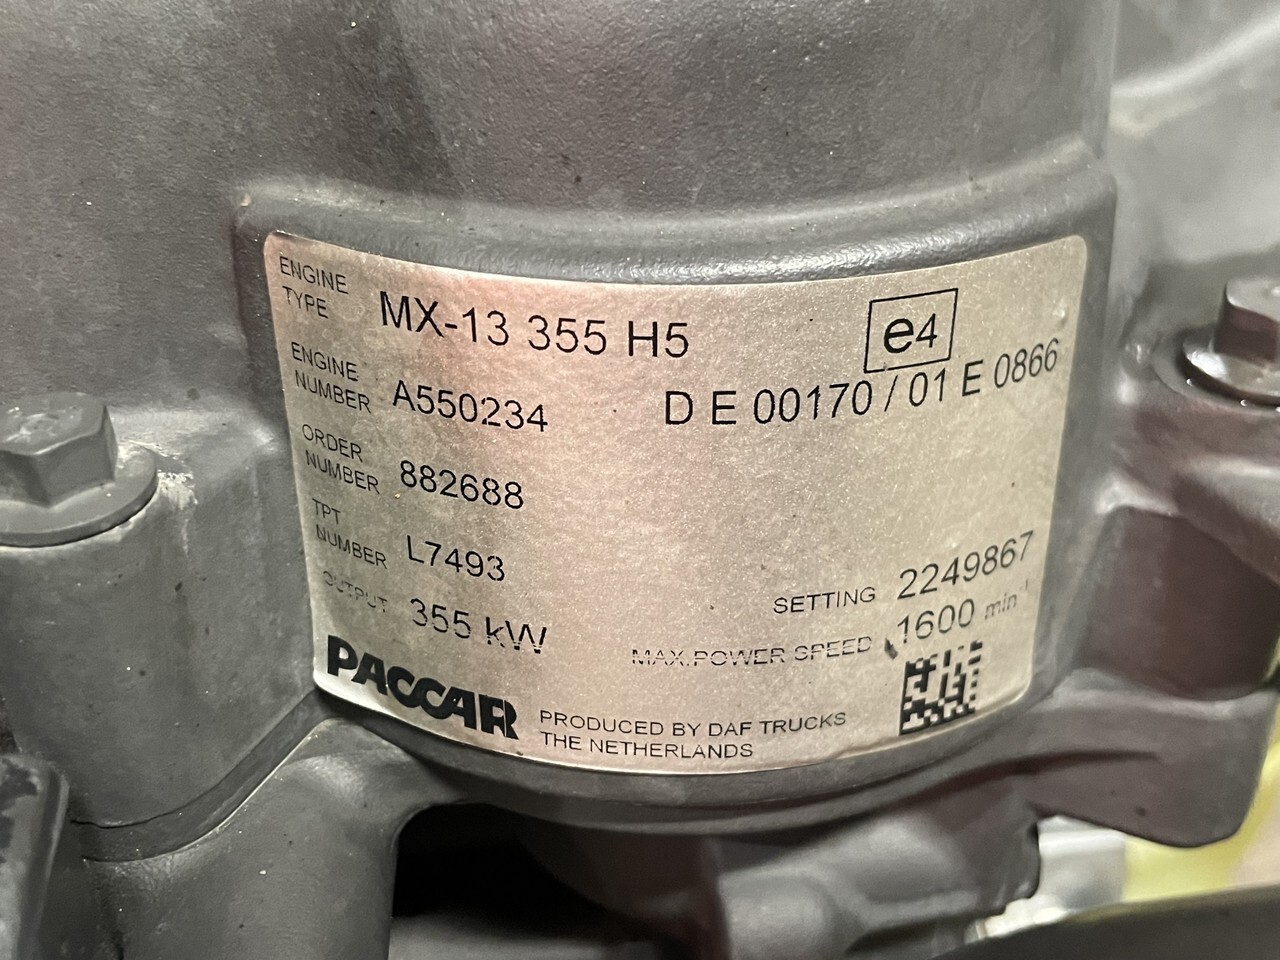 ENGINE TYPE MX-13 355 H5
e4
ENGINE NUMBER A550234
D E 00170 / 01 E 0866
ORDER NUMBER 882688
TPT NUMBER L7493
SETTING 2249867
OUTPUT 355 kW
MAX.POWER SPEED 1600 min-1
PACCAR
PRODUCED BY DAF TRUCKS
THE NETHERLANDS